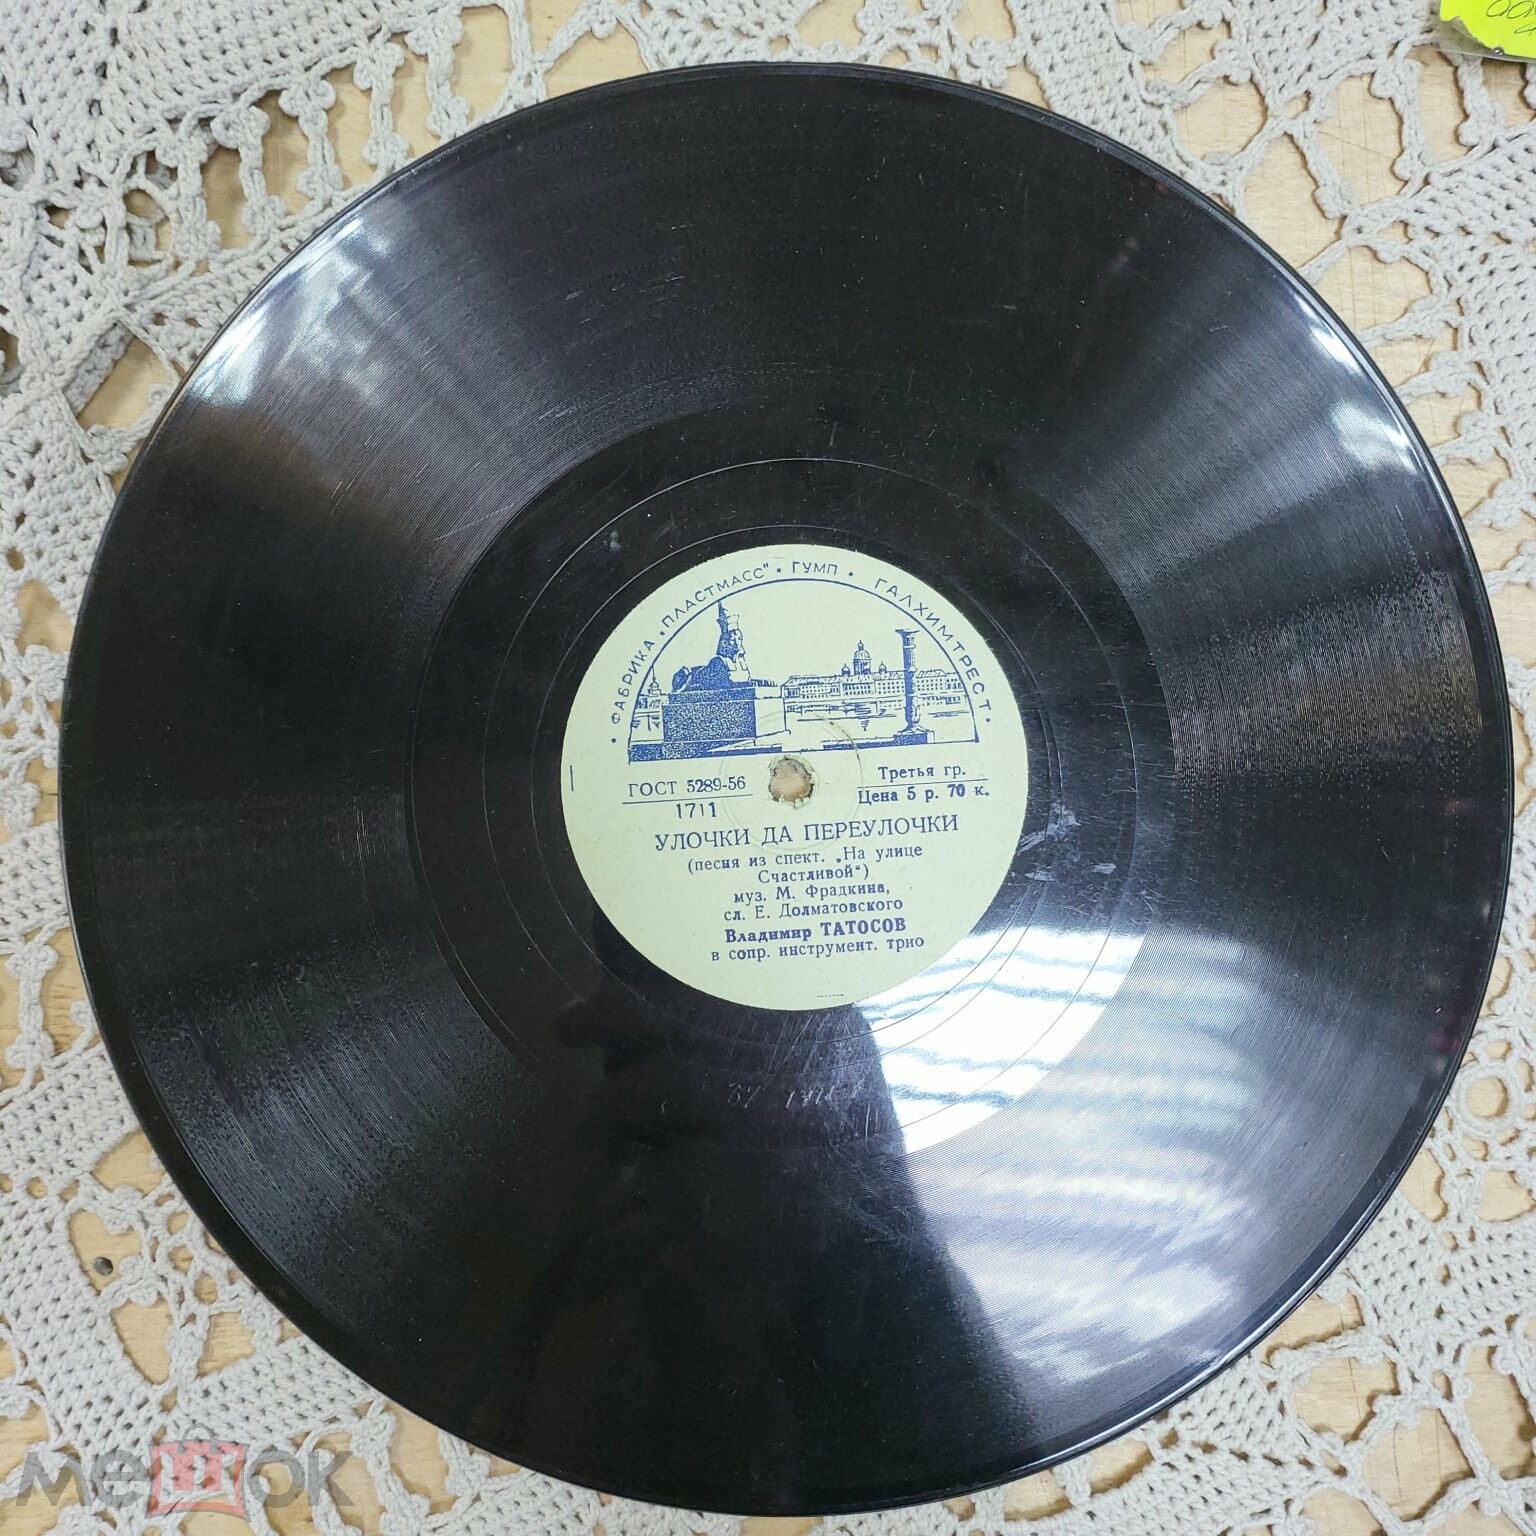 • ФАБРИКА „ПЛАСТМАСС" • ГУМП • ГАЛХИМТРЕСТ •
ГОСТ 5289-56
1711
Третья гр.
Цена 5 р. 70 к.
УЛОЧКИ ДА ПЕРЕУЛОЧКИ
(песня из спект. „На улице
Счастливой")
муз. М. Фрадкина,
сл. Е. Долматовского
Владимир ТАТОСОВ
в сопр. инструмент. трио
мешок